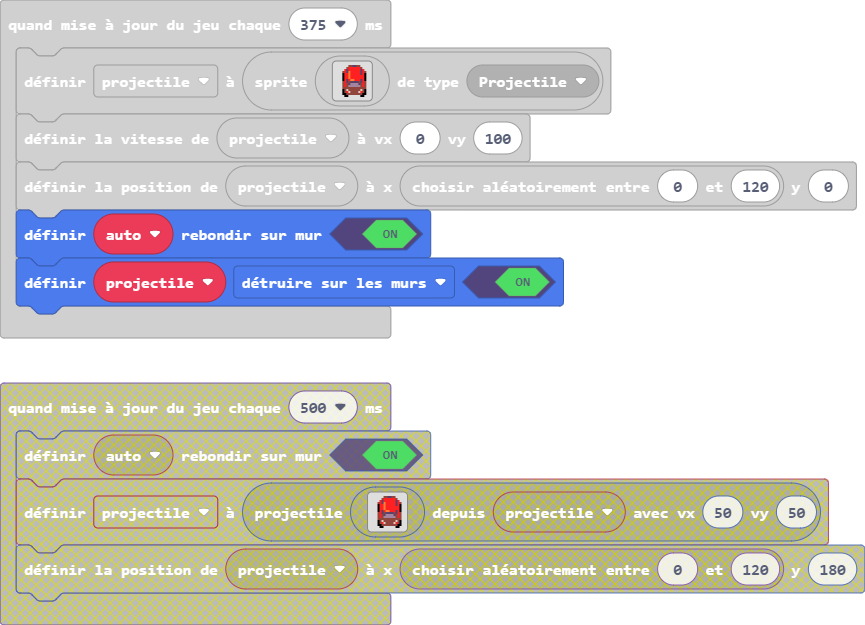 quand mise à jour du jeu chaque 375 ms
définir projectile à sprite de type Projectile
définir la vitesse de projectile à vx 0 vy 100
définir la position de projectile à x choisir aléatoirement entre 0 et 120 y 0
définir auto rebondir sur mur ON
définir projectile détruire sur les murs ON
quand mise à jour du jeu chaque 500 ms
définir auto rebondir sur mur ON
définir projectile à projectile depuis projectile avec vx 50 vy 50
définir la position de projectile à x choisir aléatoirement entre 0 et 120 y 180